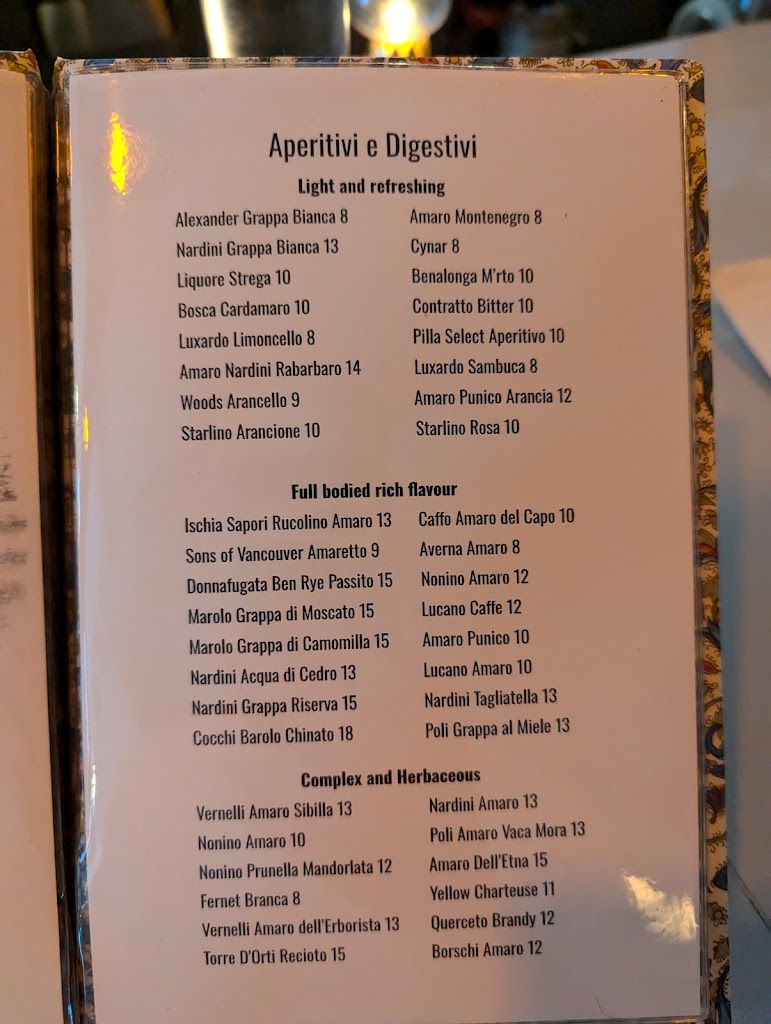 Aperitivi e Digestivi
Light and refreshing
Alexander Grappa Bianca 8
Nardini Grappa Bianca 13
Liquore Strega 10
Bosca Cardamaro 10
Luxardo Limoncello 8
Amaro Nardini Rabarbaro 14
Woods Arancello 9
Starlino Arancione 10
Amaro Montenegro 8
Cynar 8
Benalonga M'rto 10
Contratto Bitter 10
Pilla Select Aperitivo 10
Luxardo Sambuca 8
Amaro Punico Arancia 12
Starlino Rosa 10
Full bodied rich flavour
Ischia Sapori Rucolino Amaro 13
Sons of Vancouver Amaretto 9
Donnafugata Ben Rye Passito 15
Marolo Grappa di Moscato 15
Marolo Grappa di Camomilla 15
Nardini Acqua di Cedro 13
Nardini Grappa Riserva 15
Cocchi Barolo Chinato 18
Caffo Amaro del Capo 10
Averna Amaro 8
Nonino Amaro 12
Lucano Caffe 12
Amaro Punico 10
Lucano Amaro 10
Nardini Tagliatella 13
Poli Grappa al Miele 13
Complex and Herbaceous
Vernelli Amaro Sibilla 13
Nonino Amaro 10
Nonino Prunella Mandorlata 12
Fernet Branca 8
Vernelli Amaro dell'Erborista 13
Torre D'Orti Recioto 15
Nardini Amaro 13
Poli Amaro Vaca Mora 13
Amaro Dell'Etna 15
Yellow Charteuse 11
Querceto Brandy 12
Borschi Amaro 12